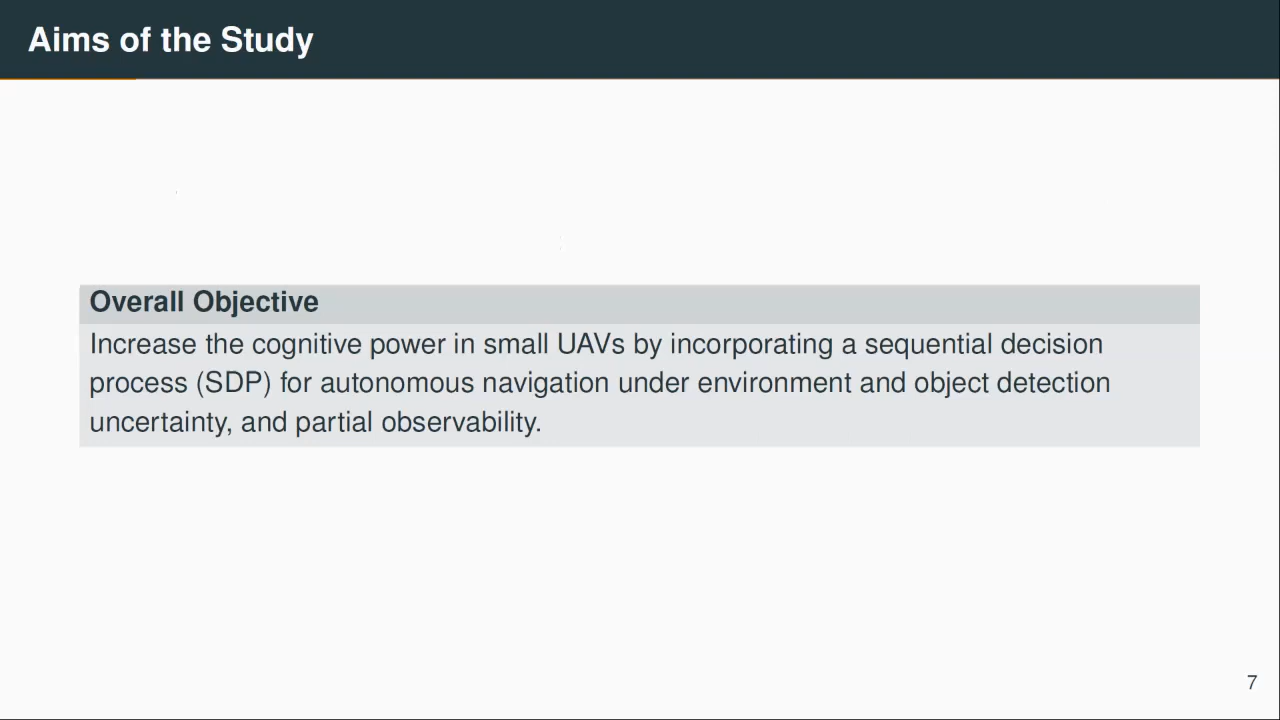 Aims of the Study
Overall Objective
Increase the cognitive power in small UAVs by incorporating a sequential decision
process (SDP) for autonomous navigation under environment and object detection
uncertainty, and partial observability.
7